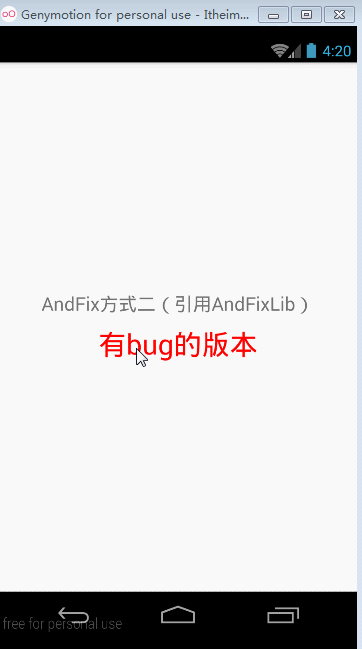 Genymotion for personal use - Itheim...
4:20
AndFix方式二（引用AndFixLib）
有bug的版本
free for personal use